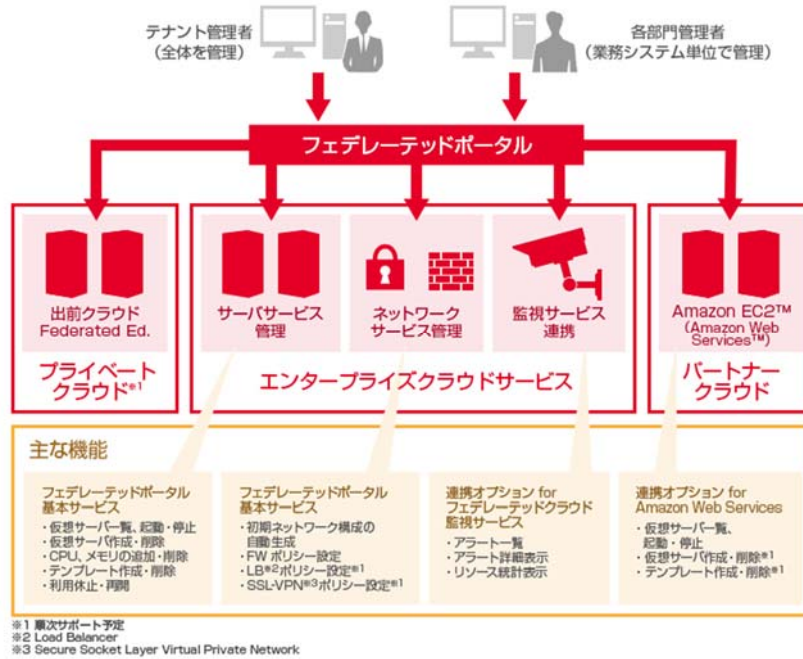 テナント管理者
(全体を管理)
各部門管理者
(業務システム単位で管理)
フェデレーテッドポータル
出前クラウド
Federated Ed.
サーバサービス
管理
ネットワーク
サービス管理
監視サービス
連携
Amazon EC2™
(Amazon Web
Services™)
プライベート
クラウド※1
エンタープライズクラウドサービス
パートナー
クラウド
主な機能
フェデレーテッドポータル
基本サービス
・仮想サーバ一覧、起動・停止
・仮想サーバ作成・削除
・CPU、メモリの追加・削除
・テンプレート作成・削除
・利用休止・再開
フェデレーテッドポータル
基本サービス
・初期ネットワーク構成の
自動生成
・FW ポリシー設定
・LB※2ポリシー設定※1
・SSL-VPN※3ポリシー設定※1
連携オプション for
フェデレーテッドクラウド
監視サービス
・アラート一覧
・アラート詳細表示
・リソース統計表示
連携オプション for
Amazon Web Services
・仮想サーバ一覧、
起動・停止
・仮想サーバ作成・削除※1
・テンプレート作成・削除※1
※1 順次サポート予定
※2 Load Balancer
※3 Secure Socket Layer Virtual Private Network